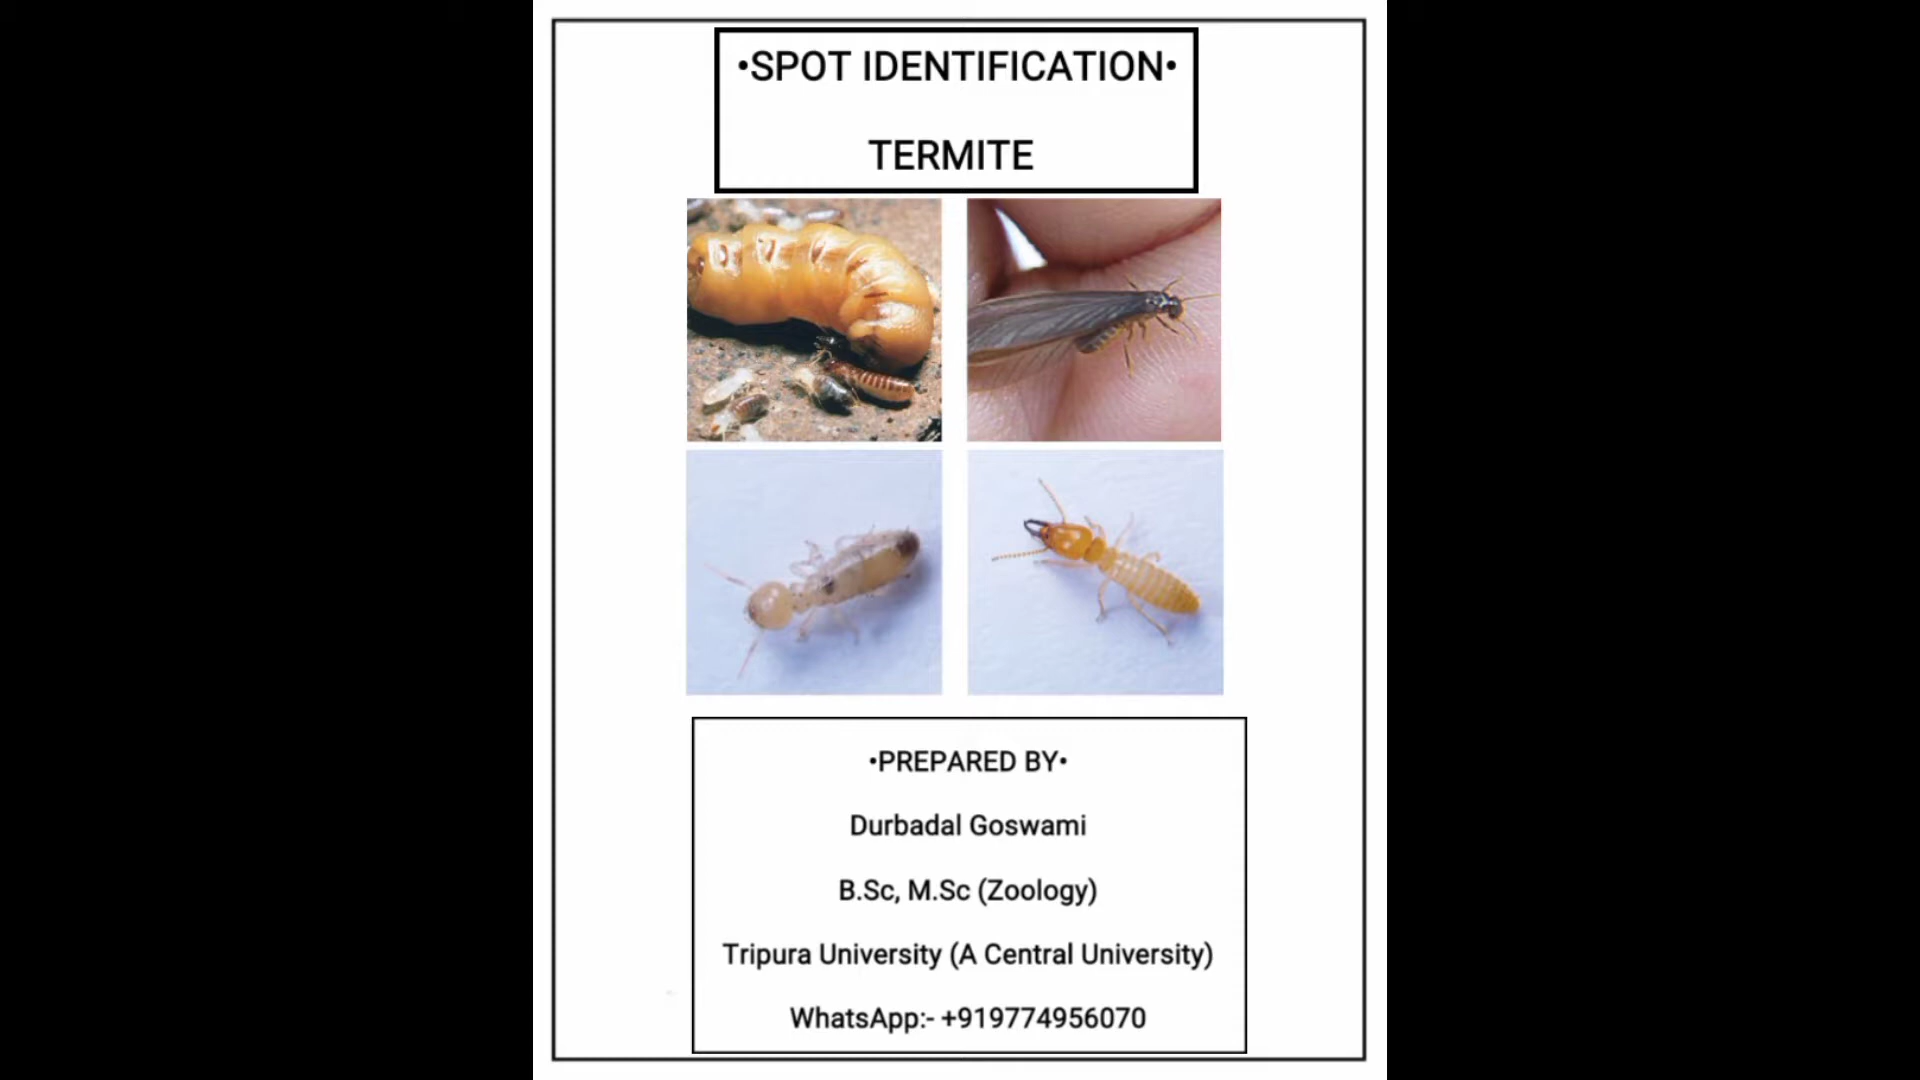 •SPOT IDENTIFICATION•
TERMITE
•PREPARED BY•
Durbadal Goswami
B.Sc, M.Sc (Zoology)
Tripura University (A Central University)
WhatsApp:- +919774956070